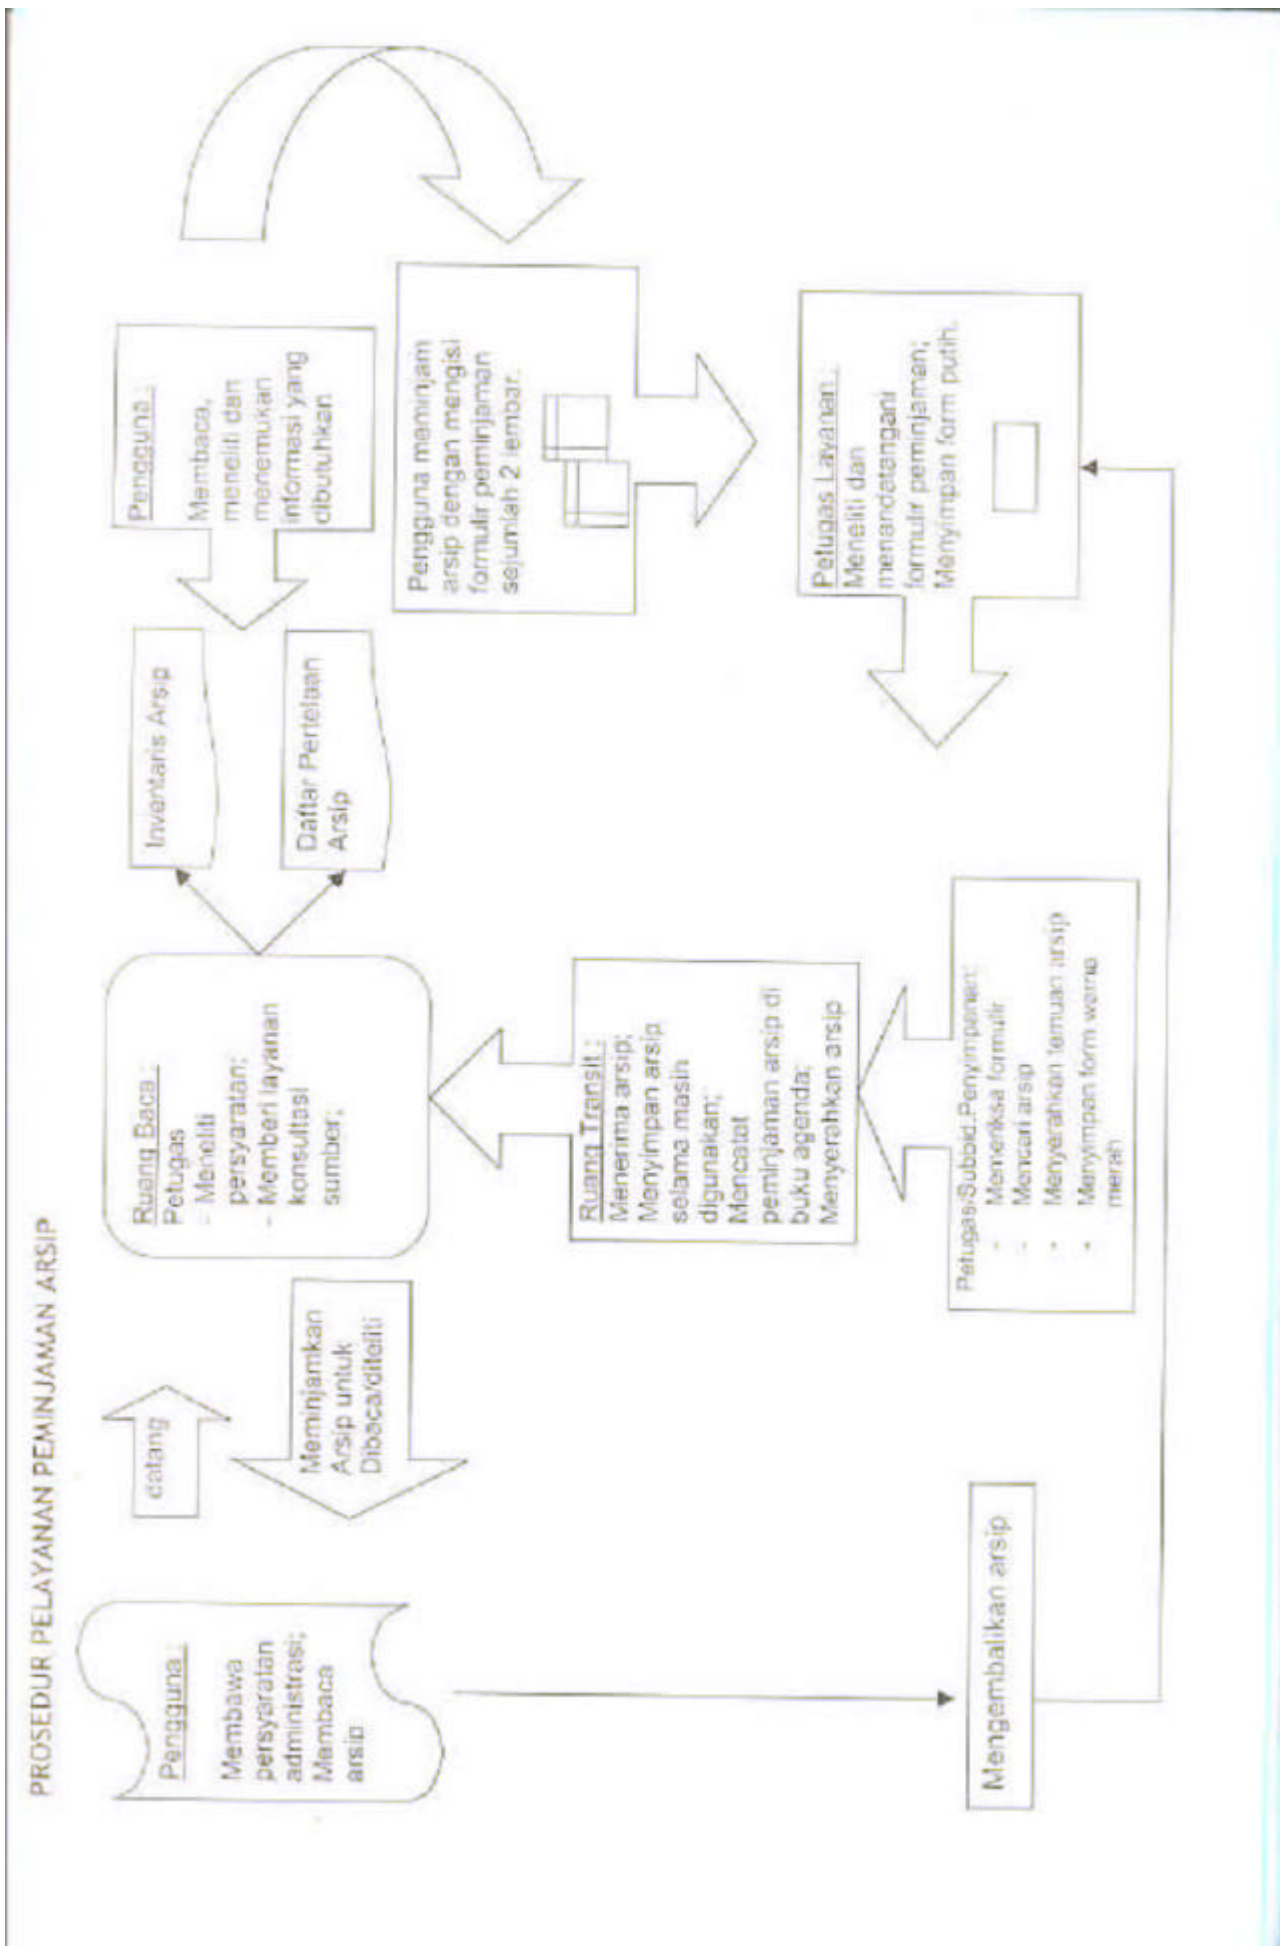 PROSEDUR PELAYANAN PEMINJAMAN ARSIP
Pengguna :
Membawa
persyaratan
administrasi;
Membaca
arsip
datang
Meminjamkan
Arsip untuk
Dibaca/diteliti
Ruang Baca :
Petugas
- Meneliti
persyaratan;
- Memberi layanan
konsultasi
sumber;
Inventaris Arsip
Daftar Pertelaan
Arsip
Pengguna :
Membaca,
meneliti dan
menemukan
informasi yang
dibutuhkan
Pengguna meminjam
arsip dengan mengisi
formulir peminjaman
sejumlah 2 lembar.
Petugas Layanan :
Meneliti dan
menandatangani
formulir peminjaman;
Menyimpan form putih.
Petugas/Subbid.Penyimpanan:
- Memeriksa formulir
- Mencari arsip
- Menyerahkan temuan arsip
- Menyimpan form warna
merah
Ruang Transit :
Menerima arsip;
Menyimpan arsip
selama masih
digunakan;
Mencatat
peminjaman arsip di
buku agenda;
Menyerahkan arsip
Mengembalikan arsip